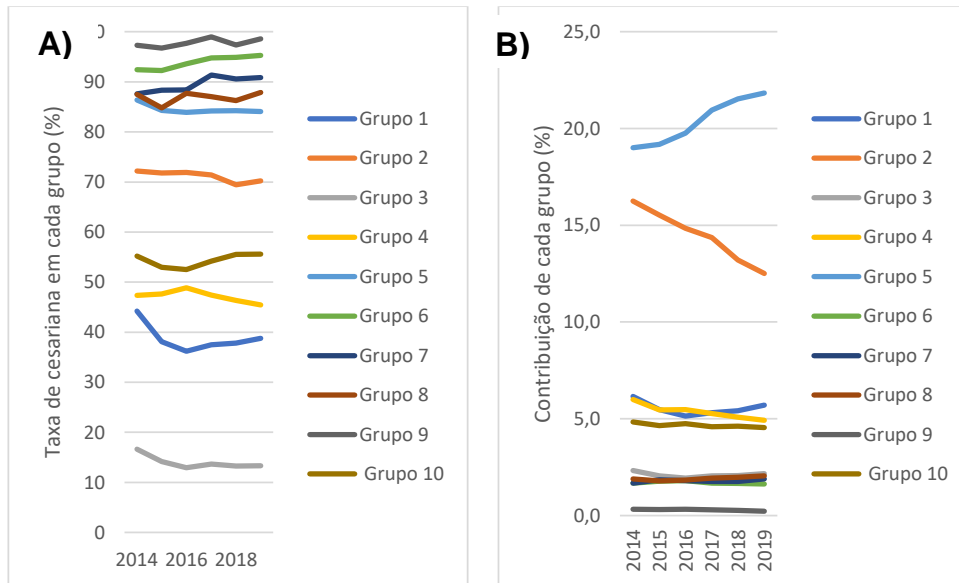 A)
Taxa de cesariana em cada grupo (%)
0
90
80
70
60
50
40
30
20
10
0
2014 2016 2018
Grupo 1
Grupo 2
Grupo 3
Grupo 4
Grupo 5
Grupo 6
Grupo 7
Grupo 8
Grupo 9
Grupo 10
B)
Contribuição de cada grupo (%)
25,0
20,0
15,0
10,0
5,0
0,0
2014
2015
2016
2017
2018
2019
Grupo 1
Grupo 2
Grupo 3
Grupo 4
Grupo 5
Grupo 6
Grupo 7
Grupo 8
Grupo 9
Grupo 10